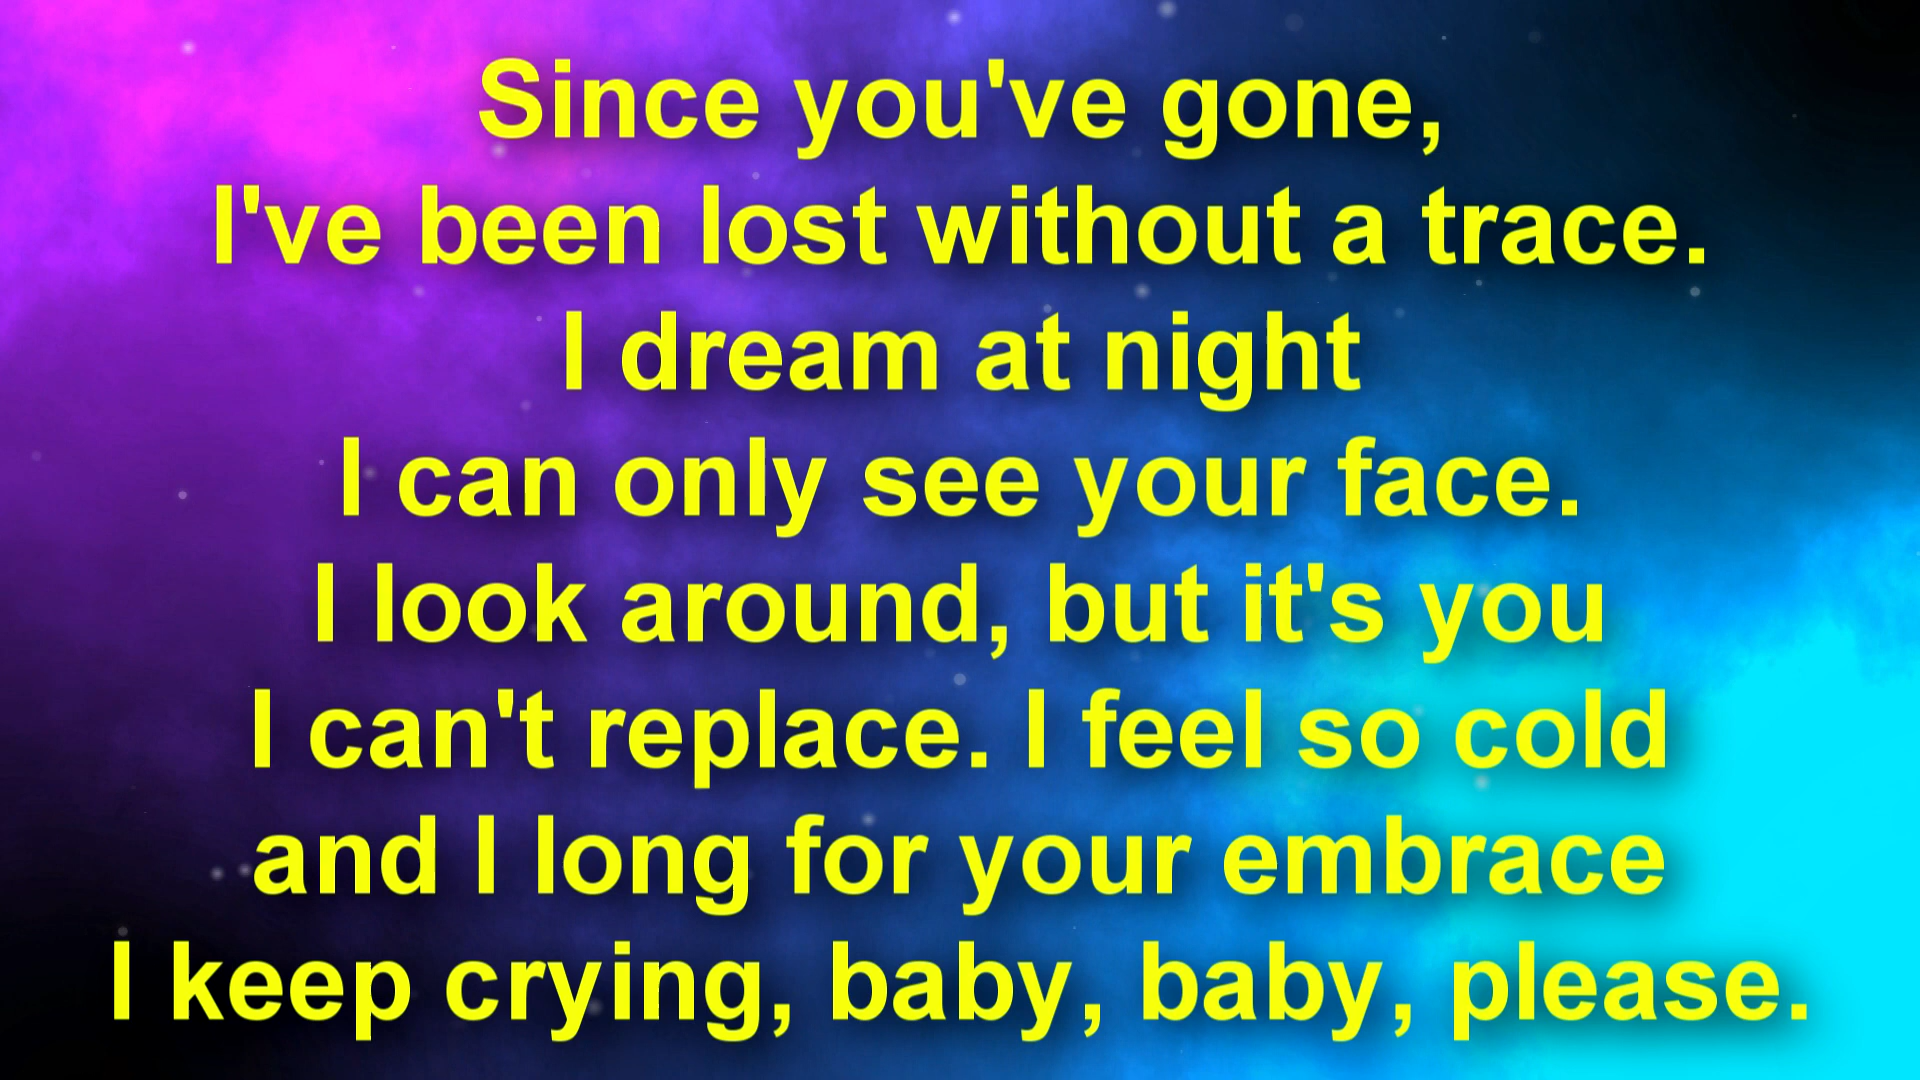 Since you've gone,
I've been lost without a trace.
I dream at night
I can only see your face.
I look around, but it's you
I can't replace. I feel so cold
and I long for your embrace
I keep crying, baby, baby, please.